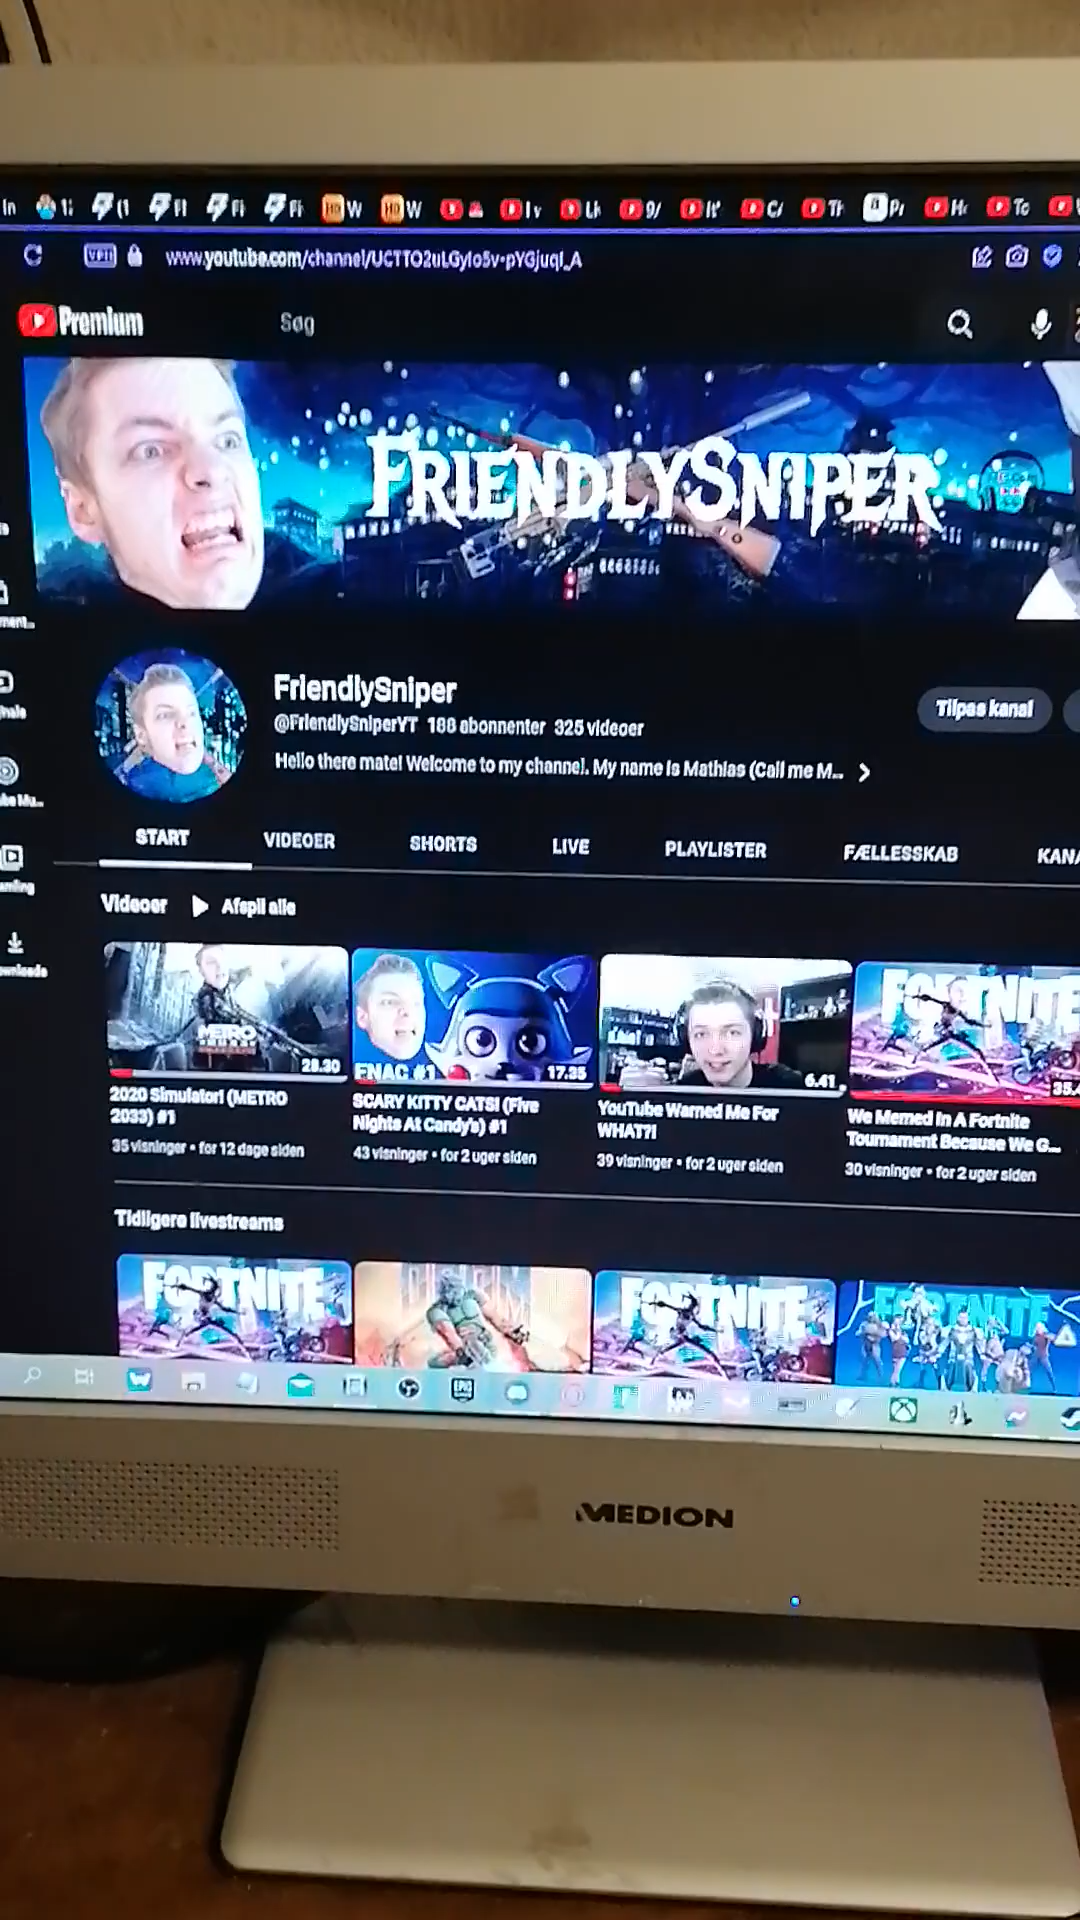 In
W
W
www.youtube.com/channel/
VPN
Premium
Søg
FRIENDLYSNIPER
FriendlySniper
@FriendlySniperYT 188 abonnenter 325 videoer
Tilpas kanal
Hello there mate! Welcome to my channel. My name is Mathias (Call me M...
START VIDEOER SHORTS LIVE PLAYLISTER FÆLLESSKAB KANA
Videoer Afspil alle
METRO
28.30
FNAC #1
17.35
6.41
FORTNITE
35.
2020 Simulator! (METRO
2033) #1
35 visninger • for 12 dage siden
SCARY KITTY CATS! (Five
Nights At Candy's) #1
43 visninger • for 2 uger siden
YouTube Warned Me For
WHAT?!
39 visninger • for 2 uger siden
We Memed In A Fortnite
Tournament Because We G...
30 visninger • for 2 uger siden
Tidligere livestreams
FORTNITE
FORTNITE
FORTNITE
MEDION